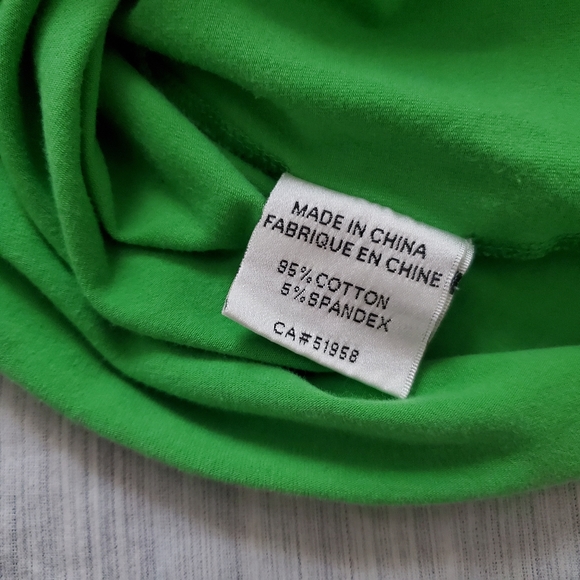 MADE IN CHINA
FABRIQUE EN CHINE
95% COTTON
5% SPANDEX
CA#51958